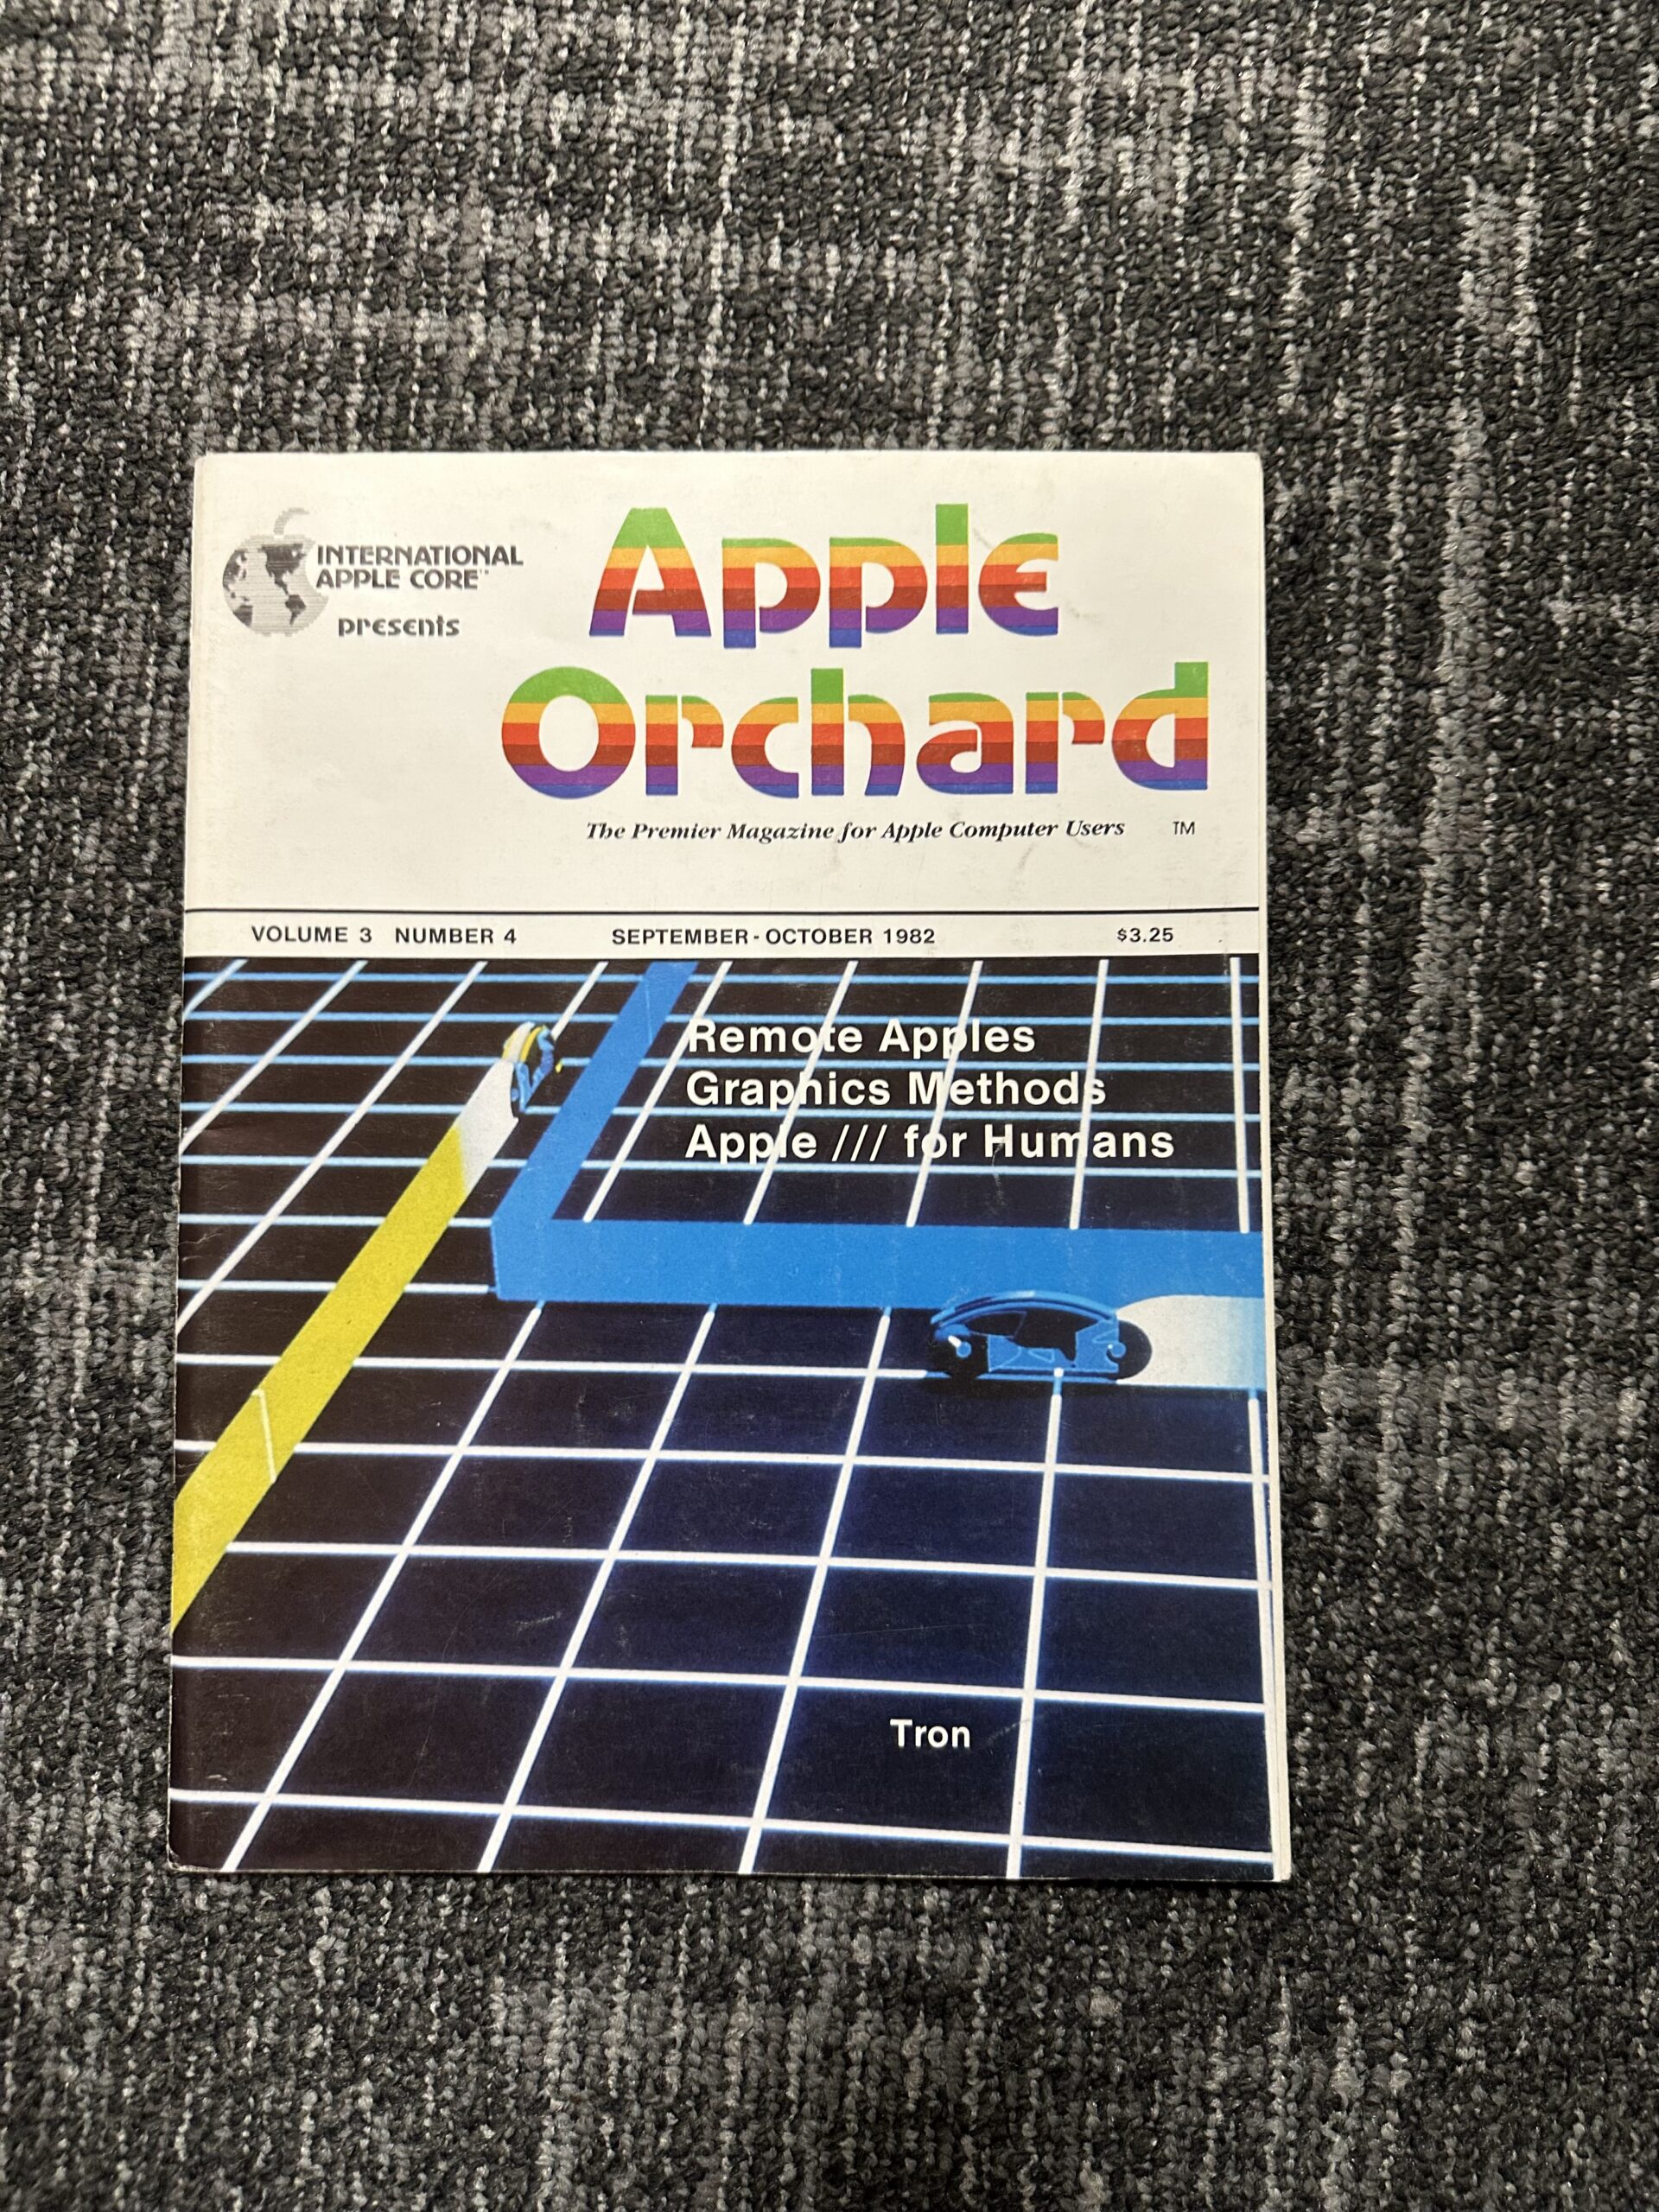 INTERNATIONAL
APPLE CORE™
presents
Apple
Orchard
The Premier Magazine for Apple Computer Users TM
VOLUME 3 NUMBER 4 SEPTEMBER - OCTOBER 1982 $3.25
Remote Apples
Graphics Methods
Apple /// for Humans
Tron